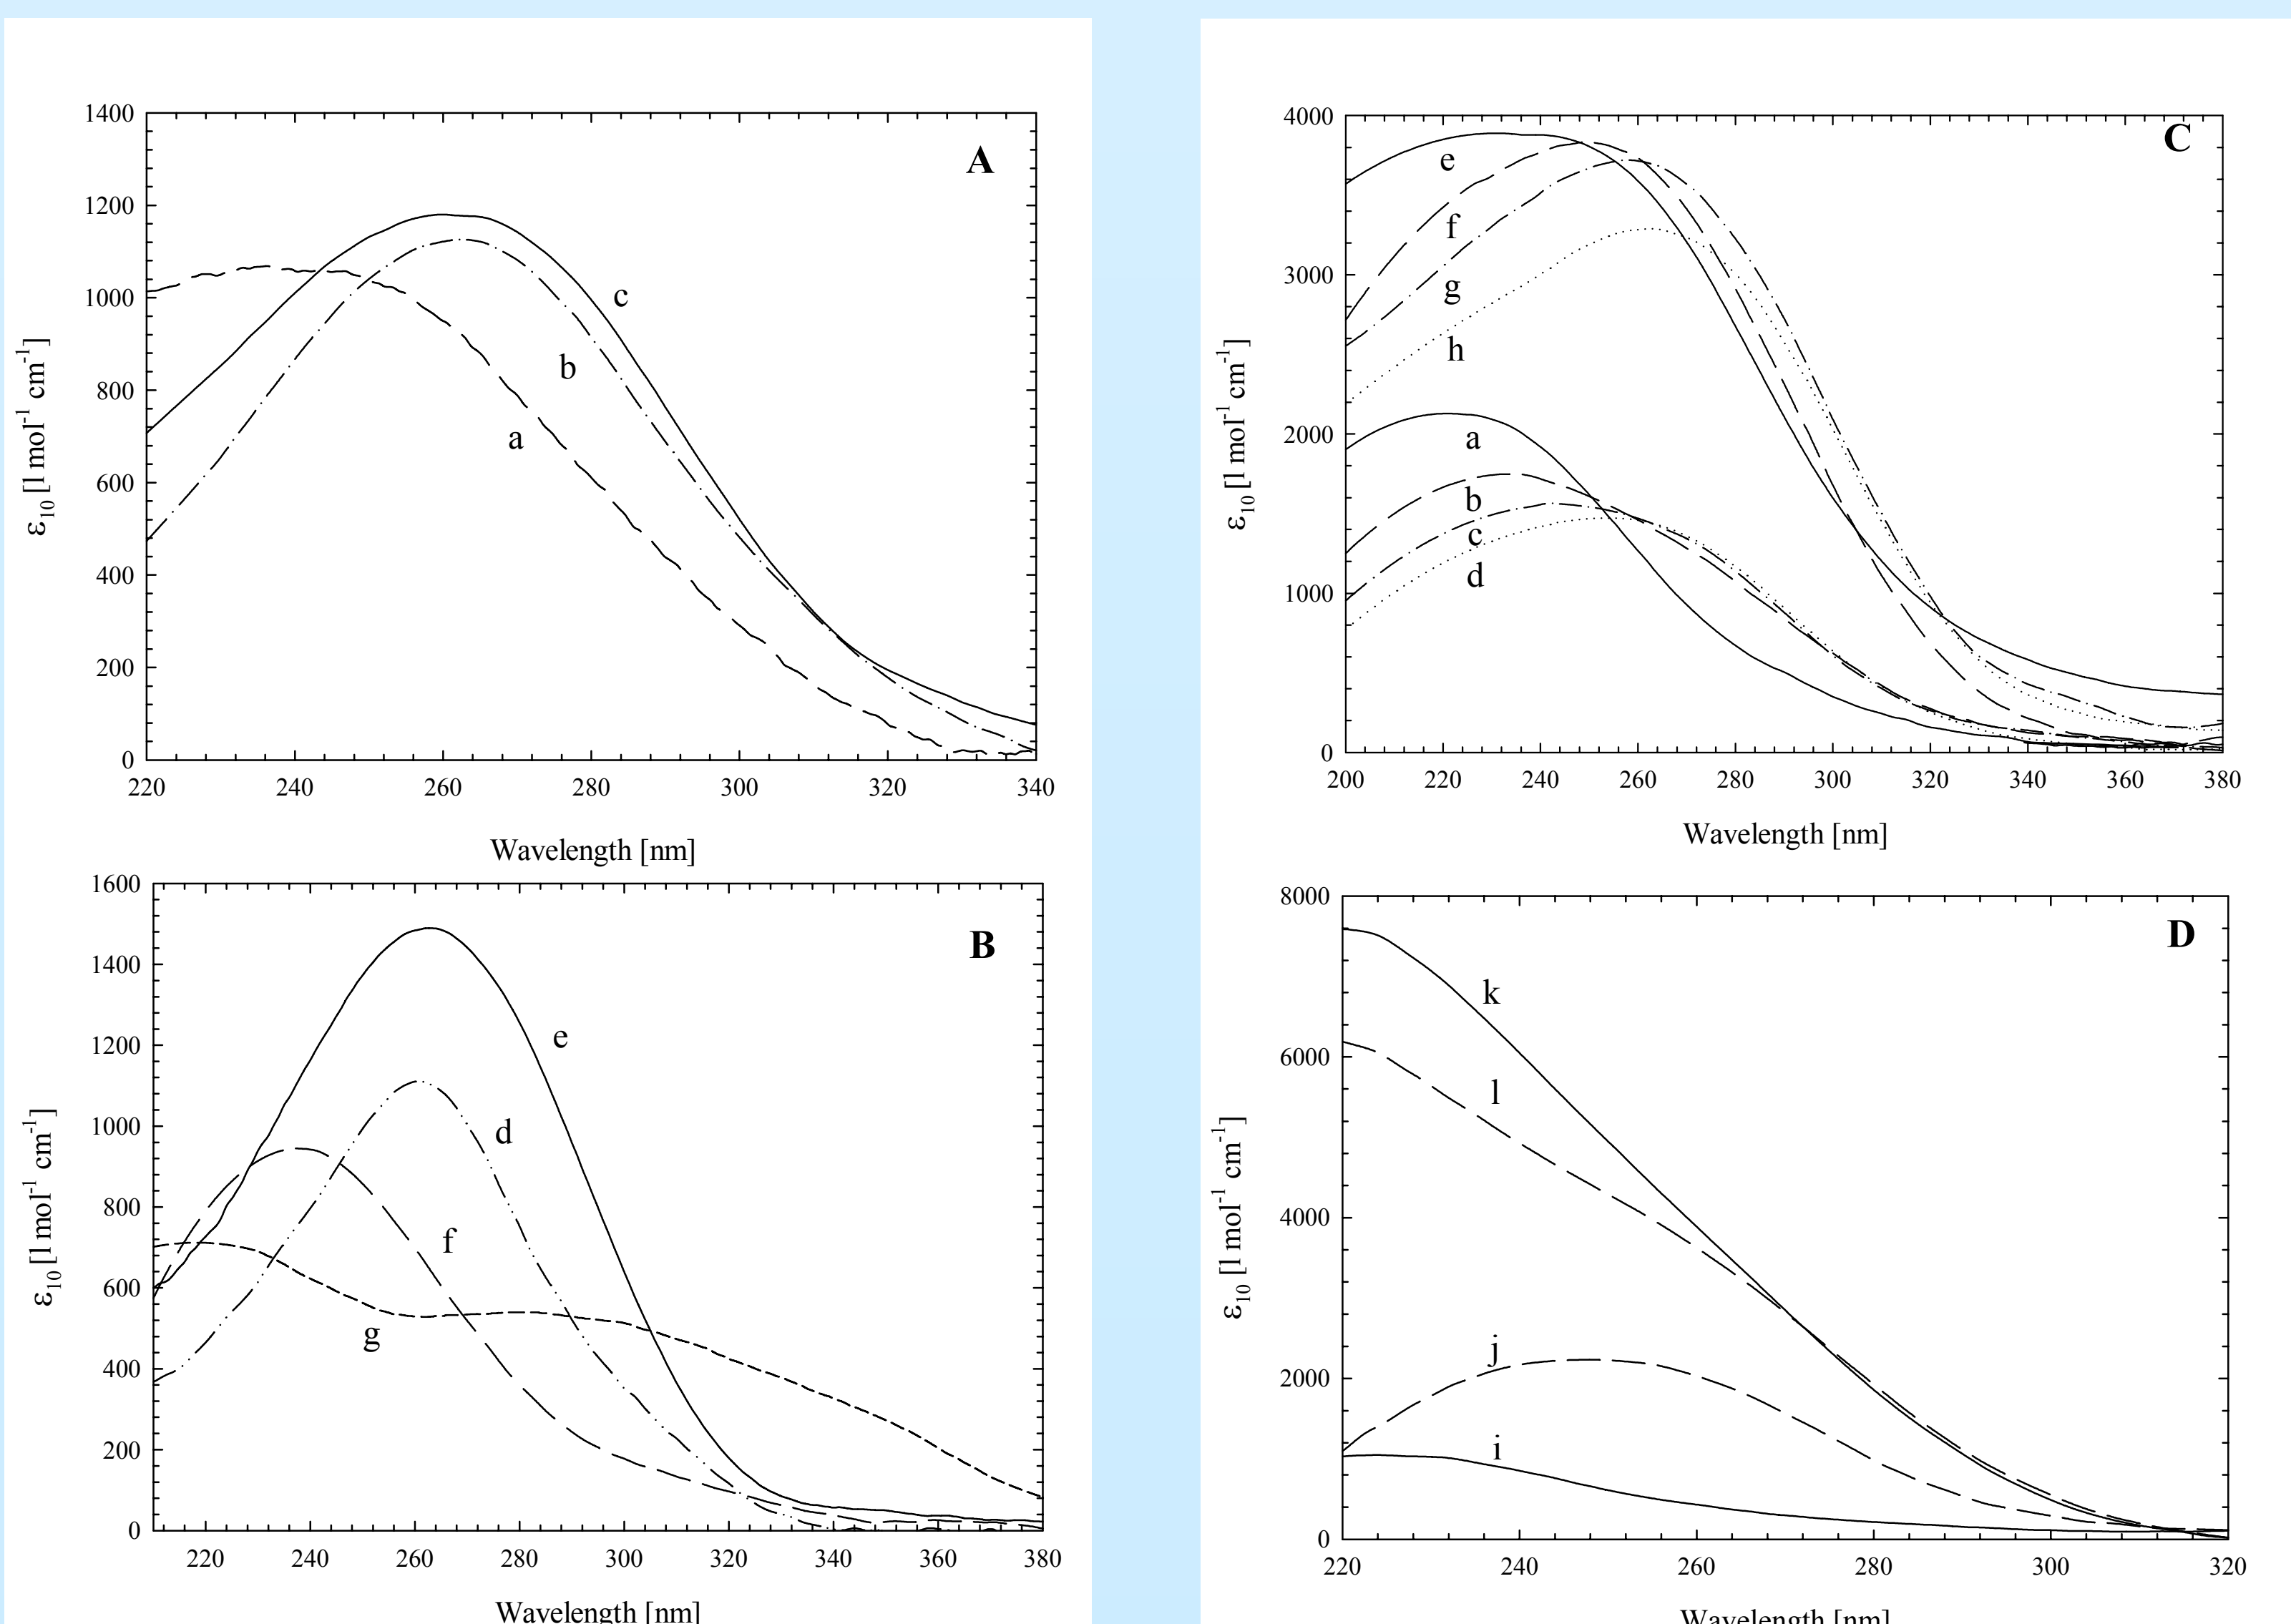 A
1400
1200
1000
800
600
400
200
0
c
b
a
220 240 260 280 300 320 340
ε10 [l mol-1 cm-1]
Wavelength [nm]
B
1600
1400
1200
1000
800
600
400
200
0
e
d
f
g
220 240 260 280 300 320 340 360 380
ε10 [l mol-1 cm-1]
Wavelength [nm]
C
4000
3000
2000
1000
0
e
f
g
h
a
b
c
d
200 220 240 260 280 300 320 340 360 380
ε10 [l mol-1 cm-1]
Wavelength [nm]
D
8000
6000
4000
2000
0
k
l
j
i
220 240 260 280 300 320
ε10 [l mol-1 cm-1]
Wavelength [nm]